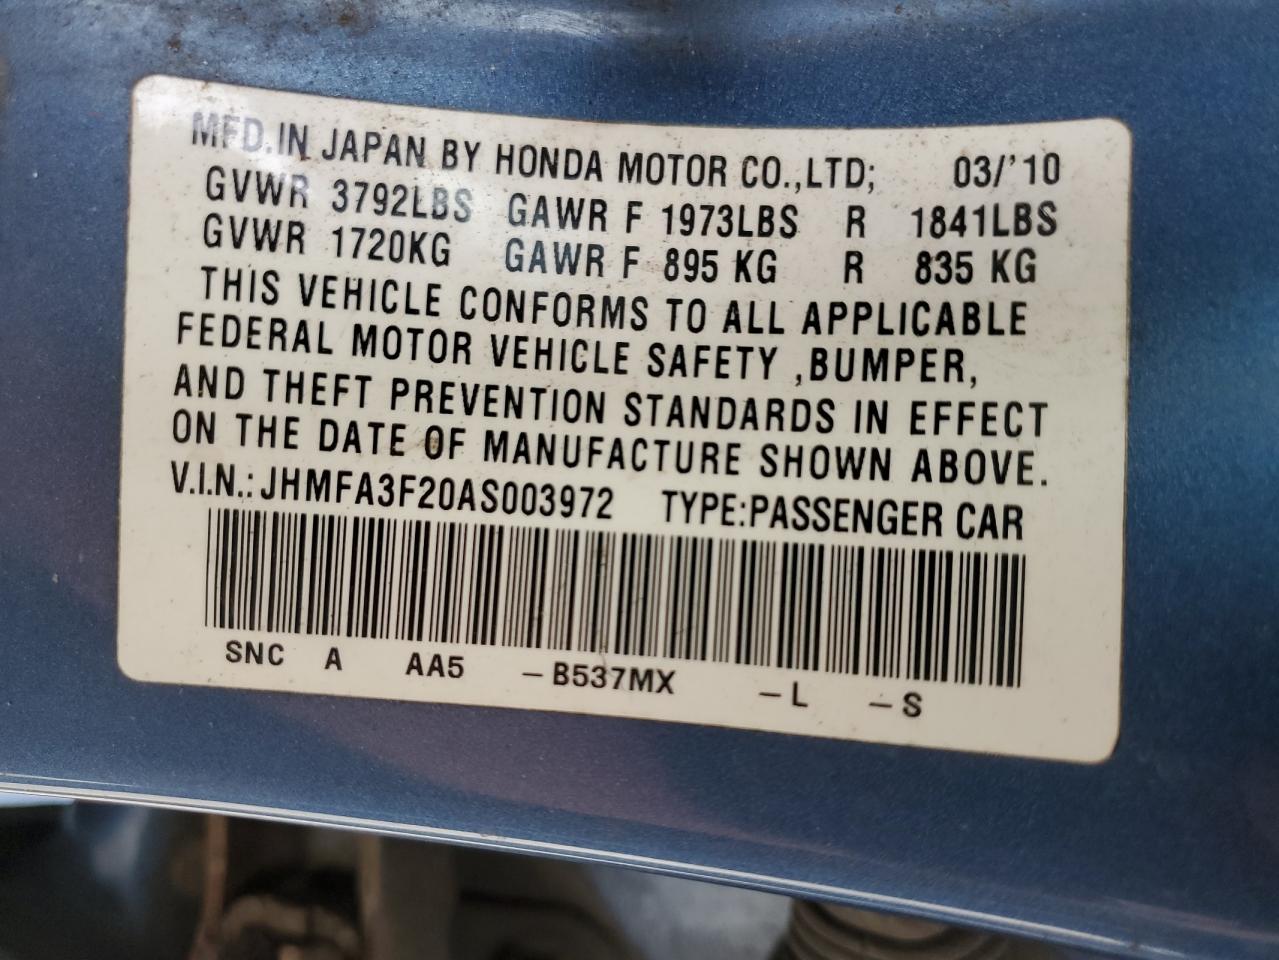 MFD.IN JAPAN BY HONDA MOTOR CO.,LTD; 03/'10
GVWR 3792LBS GAWR F 1973LBS R 1841LBS
GVWR 1720KG GAWR F 895 KG R 835 KG
THIS VEHICLE CONFORMS TO ALL APPLICABLE
FEDERAL MOTOR VEHICLE SAFETY ,BUMPER,
AND THEFT PREVENTION STANDARDS IN EFFECT
ON THE DATE OF MANUFACTURE SHOWN ABOVE.
V.I.N.: JHMFA3F20AS003972 TYPE:PASSENGER CAR
SNC A AA5 –B537MX –L –S